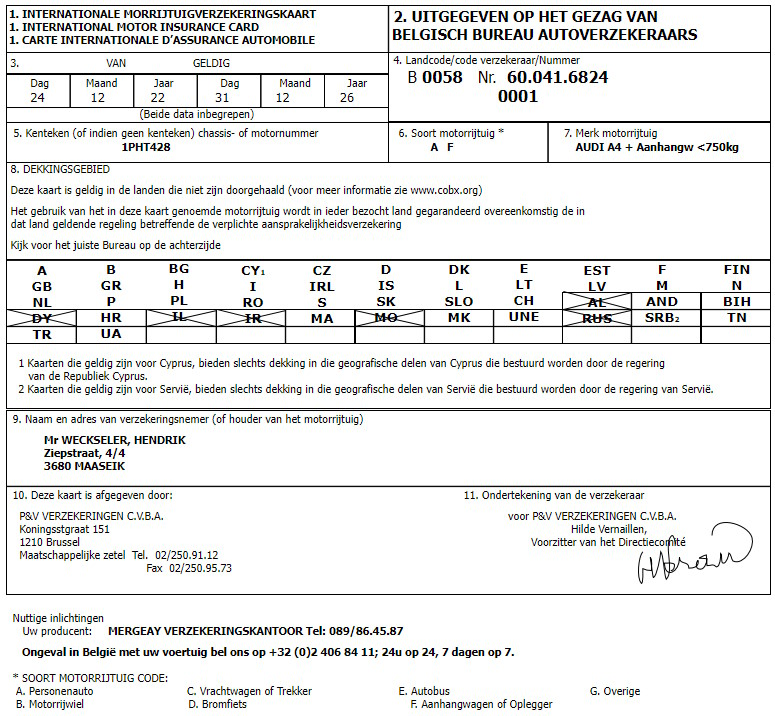 1. INTERNATIONALE MORRIJTUIGVERZEKERINGSKAART
1. INTERNATIONAL MOTOR INSURANCE CARD
1. CARTE INTERNATIONALE D'ASSURANCE AUTOMOBILE
2. UITGEGEVEN OP HET GEZAG VAN
BELGISCH BUREAU AUTOVERZEKERAARS
3. VAN GELDIG
Dag Maand Jaar Dag Maand Jaar
24 12 22 31 12 26
(Beide data inbegrepen)
4. Landcode/code verzekeraar/Nummer
B 0058 Nr. 60.041.6824
0001
5. Kenteken (of indien geen kenteken) chassis- of motornummer
1PHT428
6. Soort motorrijtuig *
A F
7. Merk motorrijtuig
AUDI A4 + Aanhangw <750kg
8. DEKKINGSGEBIED
Deze kaart is geldig in de landen die niet zijn doorgehaald (voor meer informatie zie www.cobx.org)
Het gebruik van het in deze kaart genoemde motorrijtuig wordt in ieder bezocht land gegarandeerd overeenkomstig de in
dat land geldende regeling betreffende de verplichte aansprakelijkheidsverzekering
Kijk voor het juiste Bureau op de achterzijde
A B BG CY1 CZ D DK E EST F FIN
GB GR H I IRL IS L LT LV M N
NL P PL RO S SK SLO CH AL AND BIH
DY HR IL IR MA MO MK UNE RUS SRB2 TN
TR UA
1 Kaarten die geldig zijn voor Cyprus, bieden slechts dekking in die geografische delen van Cyprus die bestuurd worden door de regering
van de Republiek Cyprus.
2 Kaarten die geldig zijn voor Servië, bieden slechts dekking in die geografische delen van Servië die bestuurd worden door de regering van Servië.
9. Naam en adres van verzekeringsnemer (of houder van het motorrijtuig)
Mr WECKSELER, HENDRIK
Ziepstraat, 4/4
3680 MAASEIK
10. Deze kaart is afgegeven door:
P&V VERZEKERINGEN C.V.B.A.
Koningsstgraat 151
1210 Brussel
Maatschappelijke zetel Tel. 02/250.91.12
Fax 02/250.95.73
11. Ondertekening van de verzekeraar
voor P&V VERZEKERINGEN C.V.B.A.
Hilde Vernaillen,
Voorzitter van het Directiecomité
Nuttige inlichtingen
Uw producent: MERGEAY VERZEKERINGSKANTOOR Tel: 089/86.45.87
Ongeval in België met uw voertuig bel ons op +32 (0)2 406 84 11; 24u op 24, 7 dagen op 7.
* SOORT MOTORRIJTUIG CODE:
A. Personenauto C. Vrachtwagen of Trekker E. Autobus G. Overige
B. Motorrijwiel D. Bromfiets F. Aanhangwagen of Oplegger